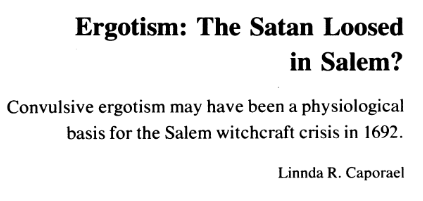 Ergotism: The Satan Loosed
in Salem?
Convulsive ergotism may have been a physiological
basis for the Salem witchcraft crisis in 1692.
Linnda R. Caporael